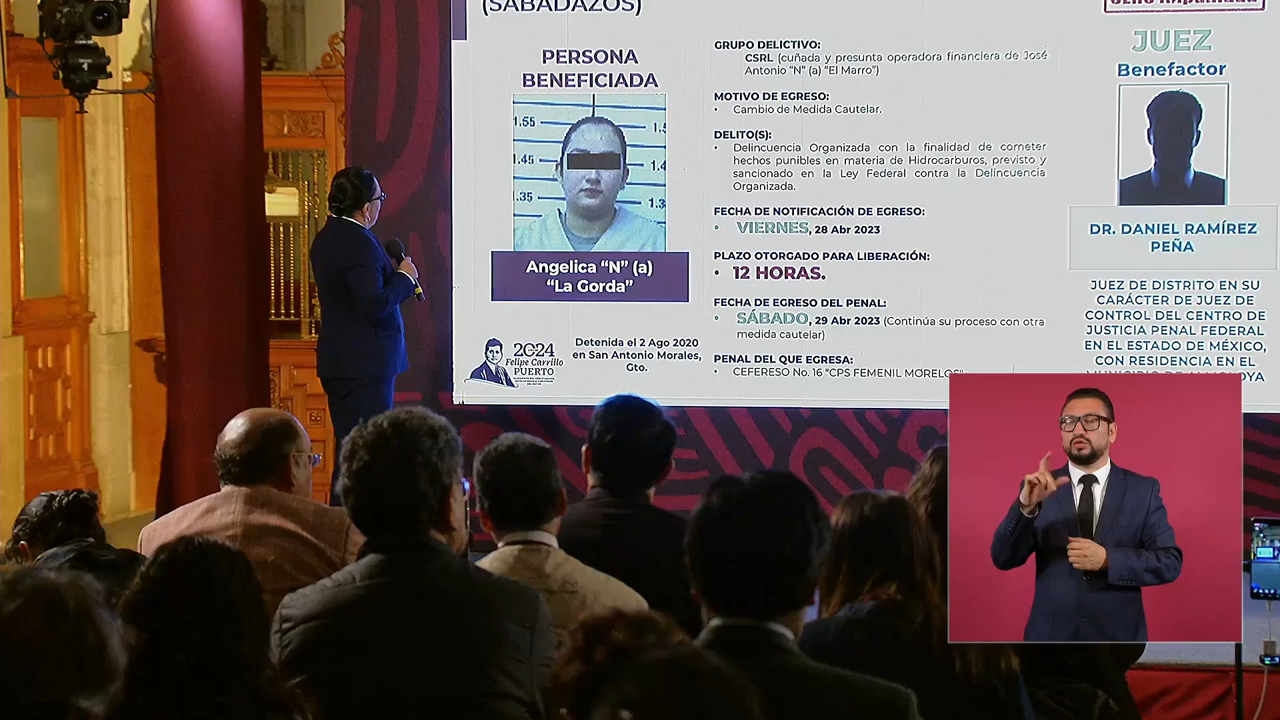 (SABADAZOS)
PERSONA
BENEFICIADA
1.55
1.45
1.4
.35
1.3
Angelica “N” (a)
“La Gorda”
2024
Felipe Carrillo
PUERTO
Detenida el 2 Ago 2020
en San Antonio Morales,
Gto.
GRUPO DELICTIVO:
CSRL (cuñada y presunta operadora financiera de José
Antonio “N” (a) “El Marro”)
MOTIVO DE EGRESO:
• Cambio de Medida Cautelar.
DELITO(S):
• Delincuencia Organizada con la finalidad de cometer
hechos punibles en materia de Hidrocarburos, previsto y
sancionado en la Ley Federal contra la Delincuencia
Organizada.
FECHA DE NOTIFICACIÓN DE EGRESO:
• VIERNES, 28 Abr 2023
PLAZO OTORGADO PARA LIBERACIÓN:
• 12 HORAS.
FECHA DE EGRESO DEL PENAL:
• SÁBADO, 29 Abr 2023 (Continúa su proceso con otra
medida cautelar)
PENAL DEL QUE EGRESA:
• CEFERESO No. 16 “CPS FEMENIL MORELOS”
JUEZ
Benefactor
DR. DANIEL RAMÍREZ
PEÑA
JUEZ DE DISTRITO EN SU
CARÁCTER DE JUEZ DE
CONTROL DEL CENTRO DE
JUSTICIA PENAL FEDERAL
EN EL ESTADO DE MÉXICO,
CON RESIDENCIA EN EL